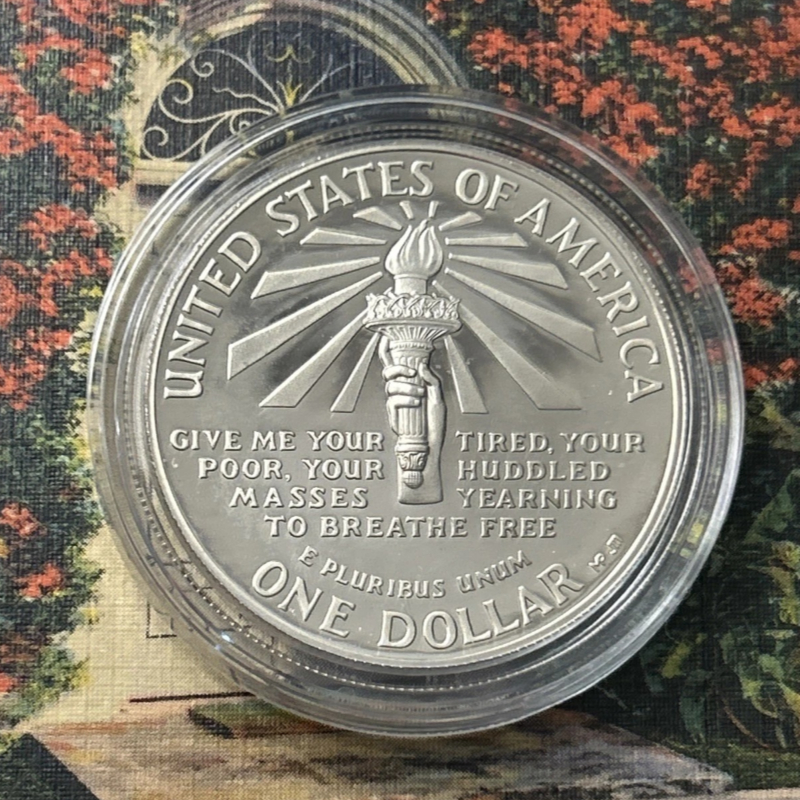 UNITED STATES OF AMERICA
GIVE ME YOUR TIRED, YOUR
POOR, YOUR HUDDLED
MASSES YEARNING
TO BREATHE FREE
E PLURIBUS UNUM
ONE DOLLAR